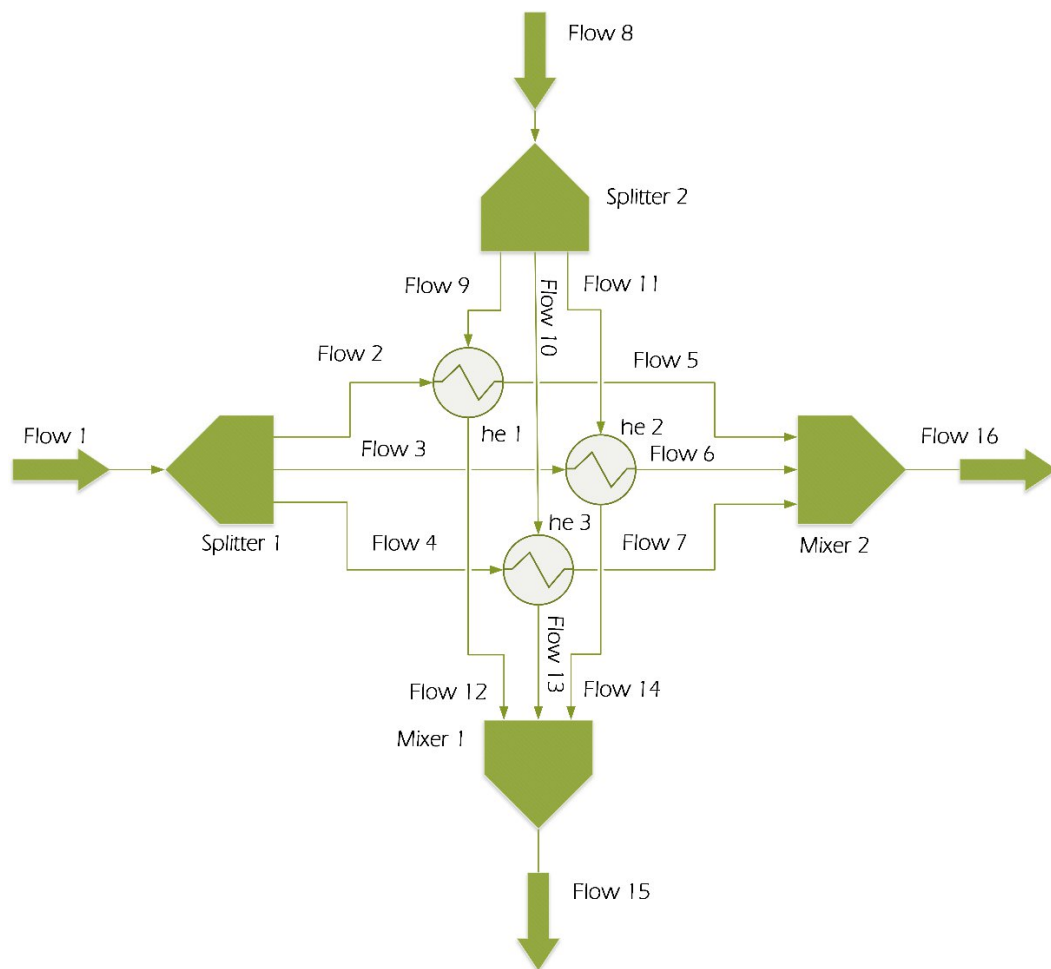 Flow 8
Splitter 2
Flow 9
Flow 10
Flow 11
Flow 2
Flow 5
he 1
he 2
Flow 1
Flow 3
Flow 6
Flow 16
he 3
Splitter 1
Flow 4
Flow 7
Mixer 2
Flow 13
Flow 12
Flow 14
Mixer 1
Flow 15